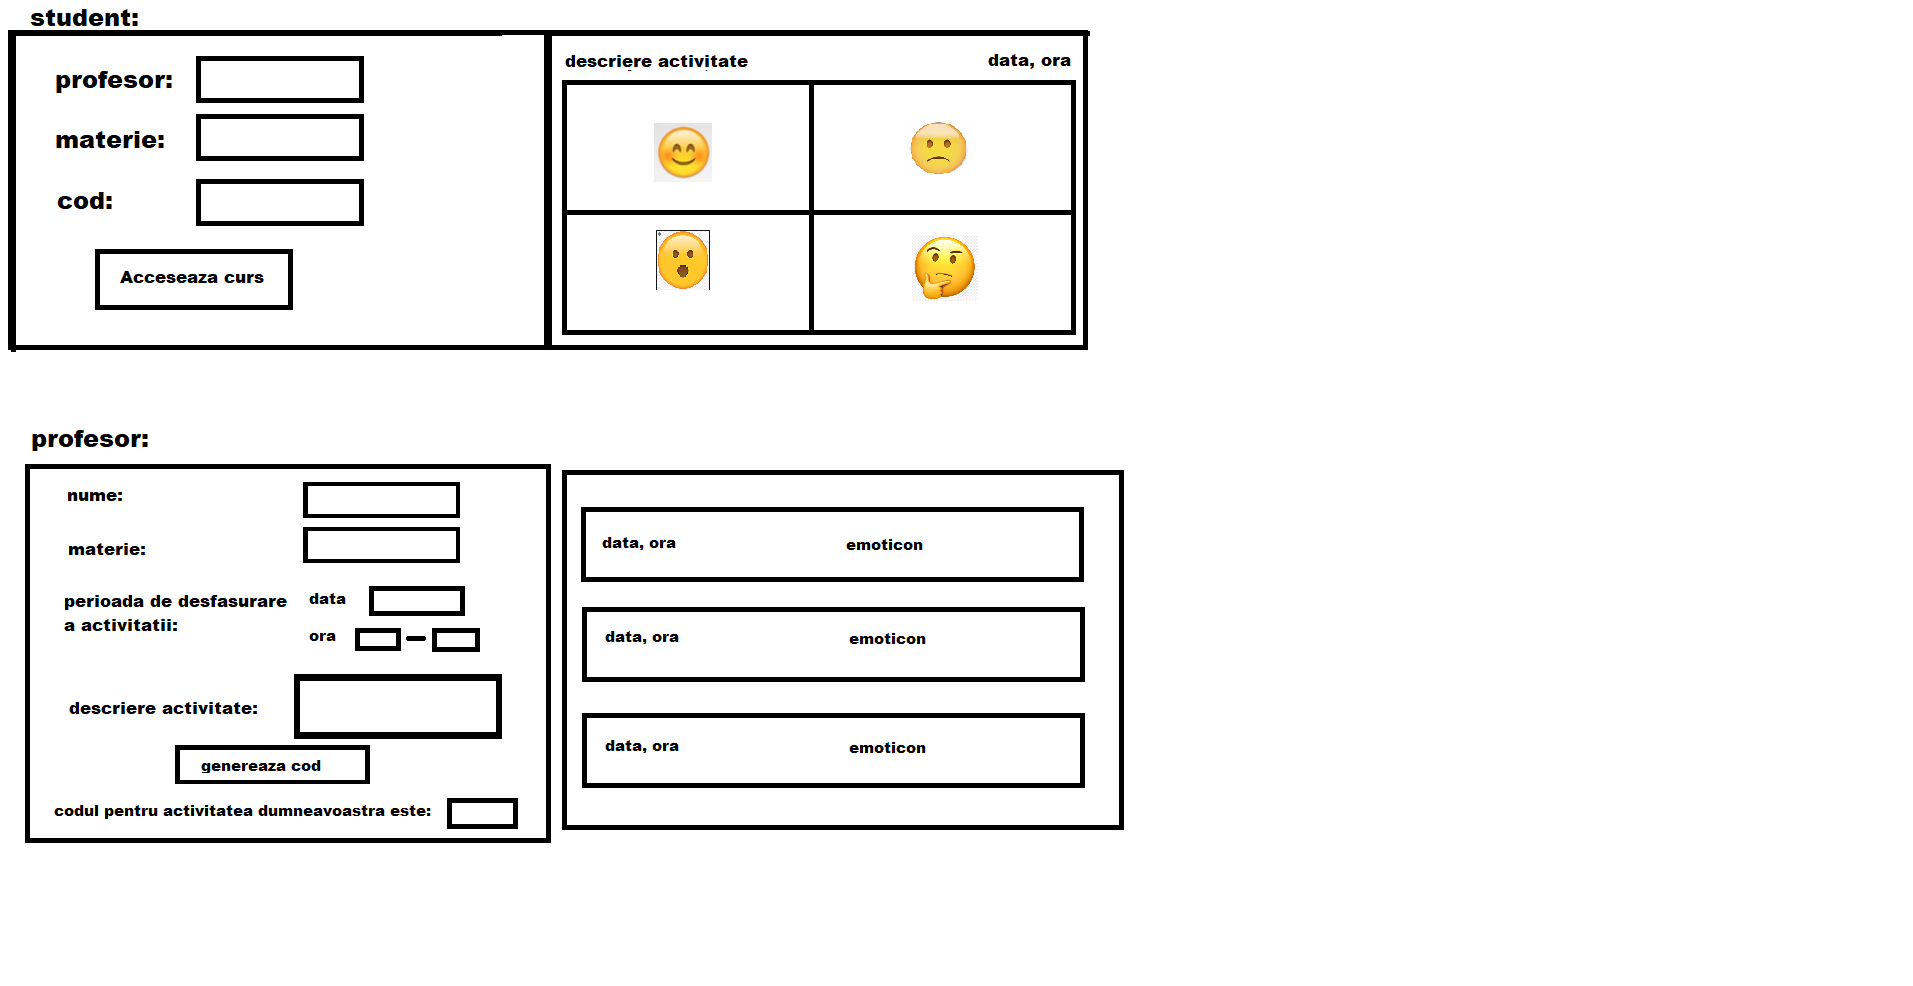 student:
profesor:
materie:
cod:
Acceseaza curs
descriere activitate
data, ora
profesor:
nume:
materie:
perioada de desfasurare
a activitatii:
data
ora
descriere activitate:
genereaza cod
codul pentru activitatea dumneavoastra este:
data, ora emoticon
data, ora emoticon
data, ora emoticon